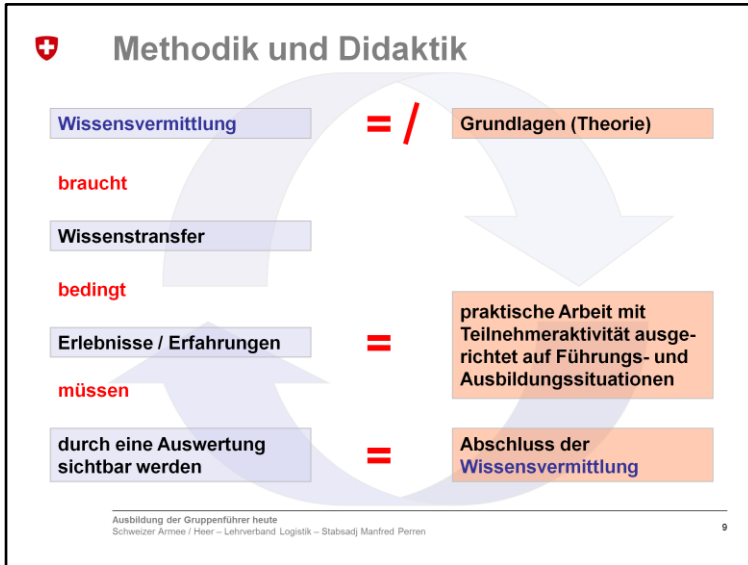 Methodik und Didaktik
Wissensvermittlung = / Grundlagen (Theorie)
braucht
Wissenstransfer
bedingt
Erlebnisse / Erfahrungen = praktische Arbeit mit
Teilnehmeraktivität ausge-
richtet auf Führungs- und
Ausbildungssituationen
müssen
durch eine Auswertung
sichtbar werden
=
Abschluss der
Wissensvermittlung
Ausbildung der Gruppenführer heute
Schweizer Armee / Heer – Lehrverband Logistik – Stabsadj Manfred Perren
9